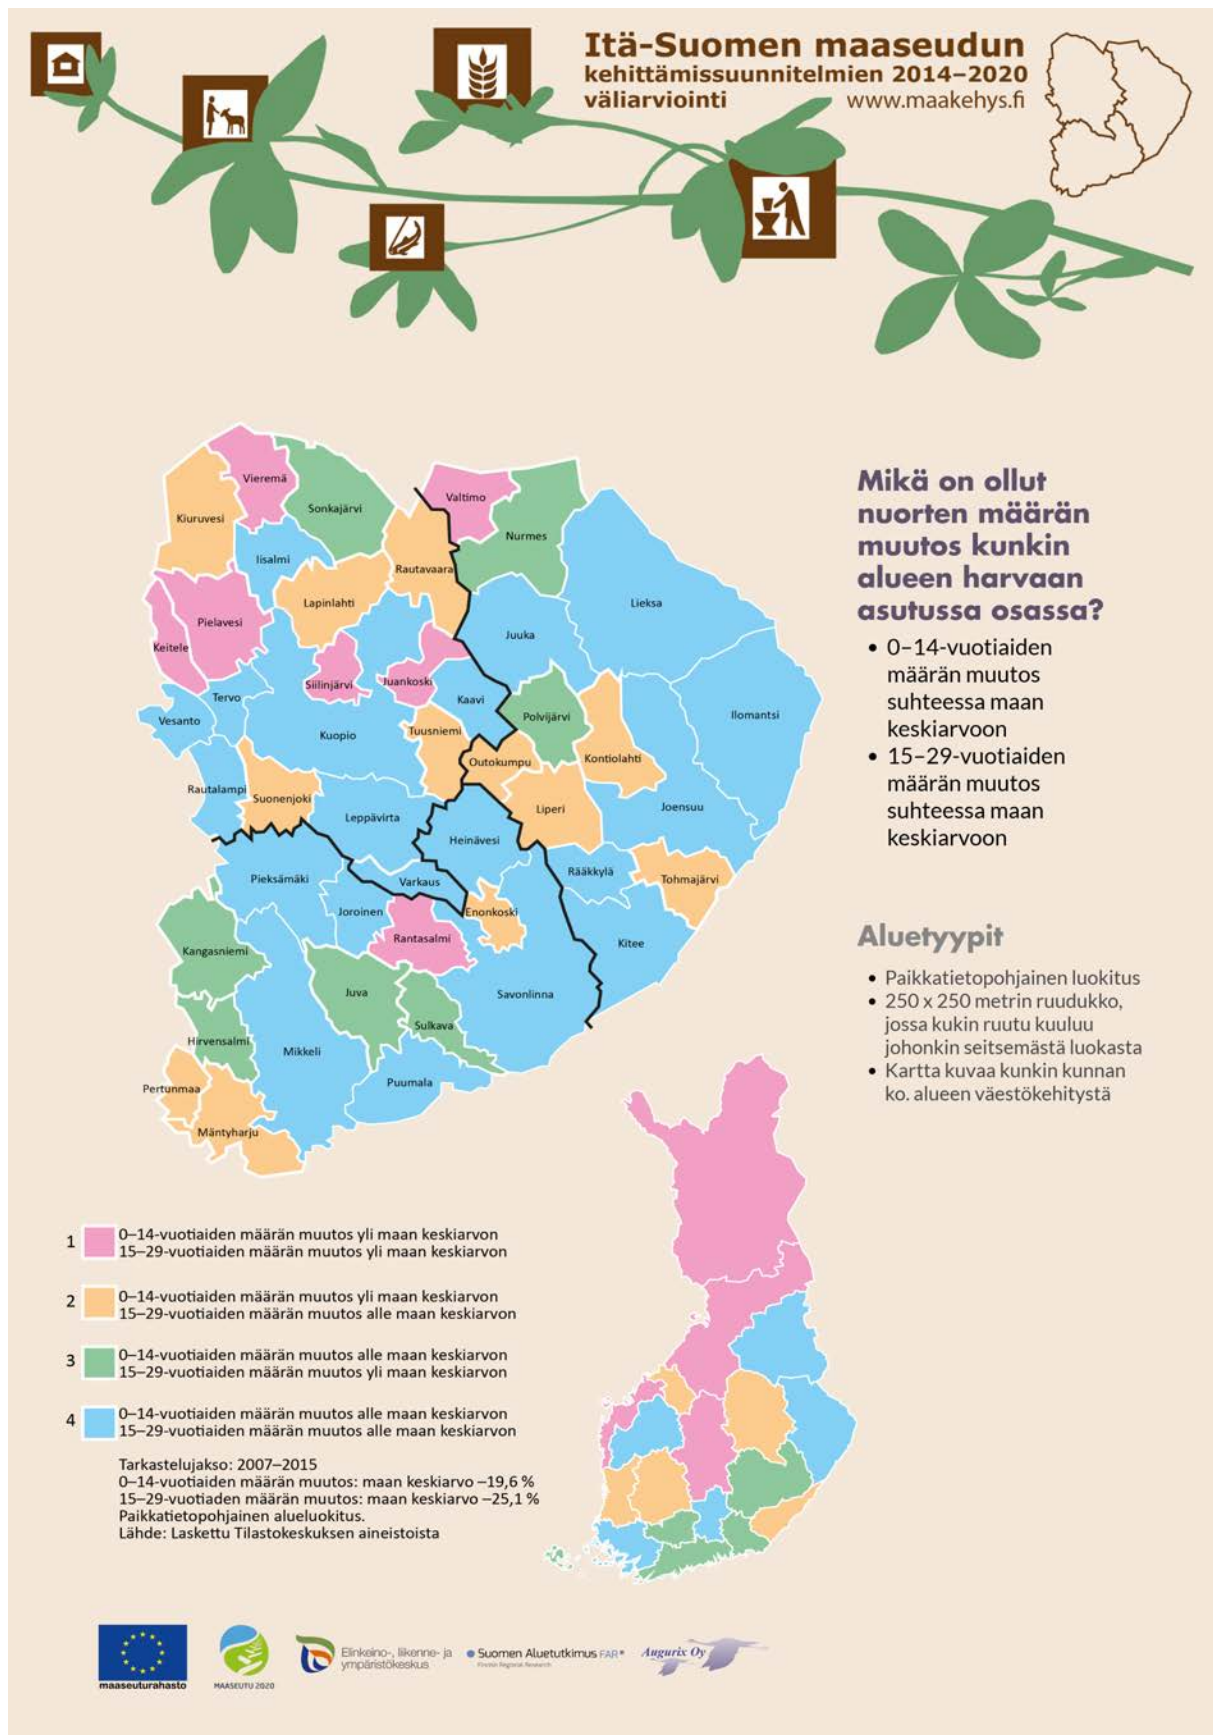 Itä-Suomen maaseudun
kehittämissuunnitelmien 2014–2020
väliarviointi
www.maakehys.fi
Mikä on ollut
nuorten määrän
muutos kunkin
alueen harvaan
asutussa osassa?
• 0–14-vuotiaiden
määrän muutos
suhteessa maan
keskiarvoon
• 15–29-vuotiaiden
määrän muutos
suhteessa maan
keskiarvoon
Aluetyypit
• Paikkatietopohjainen luokitus
• 250 x 250 metrin ruudukko,
jossa kukin ruutu kuuluu
johonkin seitsemästä luokasta
• Kartta kuvaa kunkin kunnan
ko. alueen väestökehitystä
Vieremä
Kiuruvesi
Sonkajärvi
Valtimo
Nurmes
Iisalmi
Rautavaara
Lapinlahti
Lieksa
Pielavesi
Juuka
Keitele
Siilinjärvi
Juankoski
Tervo
Kaavi
Vesanto
Polvijärvi
Ilomantsi
Kuopio
Tuusniemi
Outokumpu
Kontiolahti
Rautalampi
Suonenjoki
Liperi
Joensuu
Leppävirta
Heinävesi
Rääkkylä
Pieksämäki
Varkaus
Tohmajärvi
Joroinen
Enonkoski
Rantasalmi
Kitee
Kangasniemi
Juva
Savonlinna
Sulkava
Hirvensalmi
Mikkeli
Puumala
Pertunmaa
Mäntyharju
1
0–14-vuotiaiden määrän muutos yli maan keskiarvon
15–29-vuotiaiden määrän muutos yli maan keskiarvon
2
0–14-vuotiaiden määrän muutos yli maan keskiarvon
15–29-vuotiaiden määrän muutos alle maan keskiarvon
3
0–14-vuotiaiden määrän muutos alle maan keskiarvon
15–29-vuotiaiden määrän muutos yli maan keskiarvon
4
0–14-vuotiaiden määrän muutos alle maan keskiarvon
15–29-vuotiaiden määrän muutos alle maan keskiarvon
Tarkastelujakso: 2007–2015
0–14-vuotiaiden määrän muutos: maan keskiarvo –19,6 %
15–29-vuotiaden määrän muutos: maan keskiarvo –25,1 %
Paikkatietopohjainen alueluokitus.
Lähde: Laskettu Tilastokeskuksen aineistoista
maaseuturahasto
MAASEUTU 2020
Elinkeino-, liikenne- ja
ympäristökeskus
Suomen Aluetutkimus FAR
Finnish Regional Research
Augurix Oy